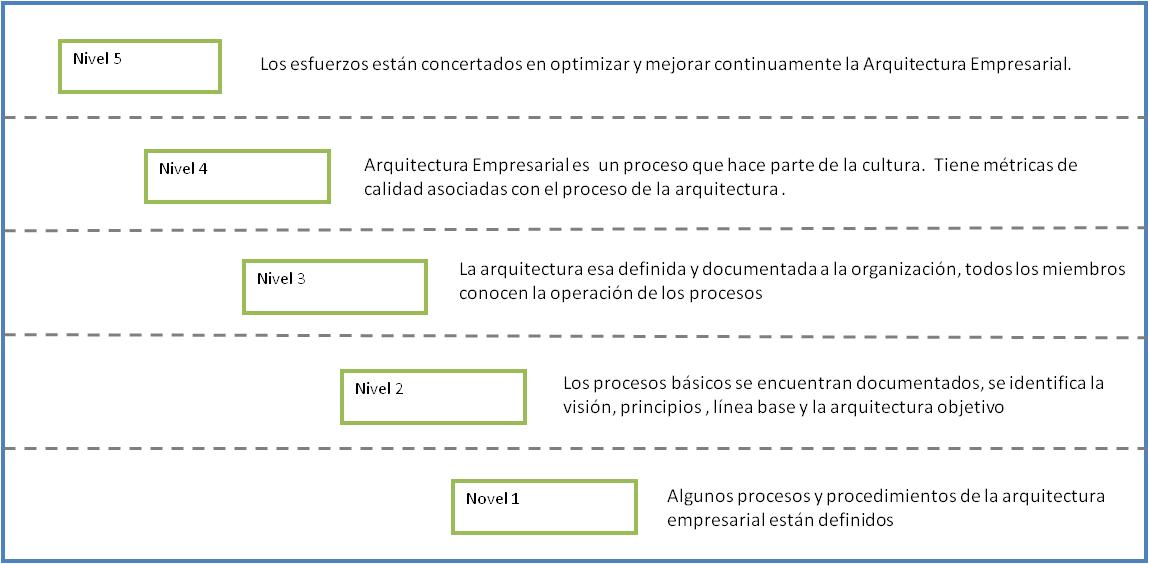 Nivel 5
Los esfuerzos están concertados en optimizar y mejorar continuamente la Arquitectura Empresarial.
Nivel 4
Arquitectura Empresarial es un proceso que hace parte de la cultura. Tiene métricas de
calidad asociadas con el proceso de la arquitectura .
Nivel 3
La arquitectura esa definida y documentada a la organización, todos los miembros
conocen la operación de los procesos
Nivel 2
Los procesos básicos se encuentran documentados, se identifica la
visión, principios , línea base y la arquitectura objetivo
Novel 1
Algunos procesos y procedimientos de la arquitectura
empresarial están definidos